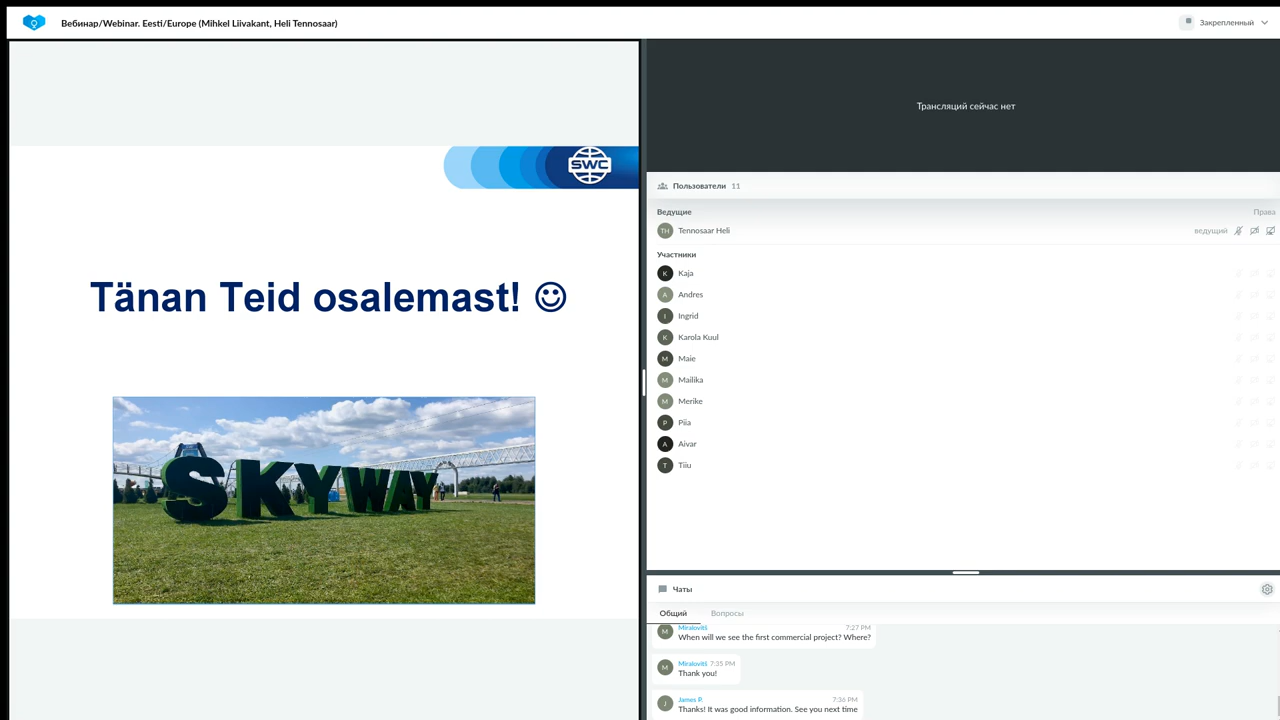 Вебинар/Webinar. Eesti/Europe (Mihkel Liivakant, Heli Tennosaar)
Закрепленный
SWC
Tänan Teid osalemast! ☺
SKYWAY
Трансляций сейчас нет
Пользователи 11
Ведущие Права
TH Tennosaar Heli ведущий
Участники
K Kaja
A Andres
I Ingrid
K Karola Kuul
M Maie
M Mailika
M Merike
P Piia
A Aivar
T Tiiu
Чаты
Общий Вопросы
M Miralovitš 7:27 PM
When will we see the first commercial project? Where?
M Miralovitš 7:35 PM
Thank you!
J James P. 7:36 PM
Thanks! It was good information. See you next time